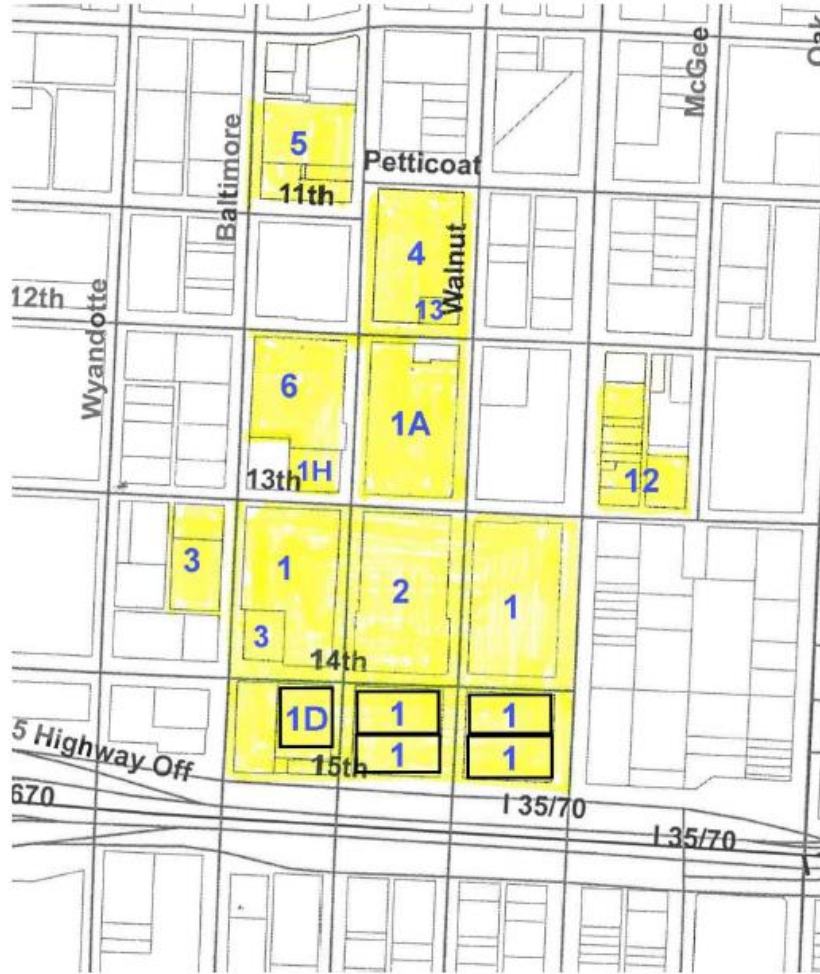 Oak
McGee
Baltimore
5
Petticoat
11th
4
Walnut
13
12th
Wyandotte
6
1A
1H
13th
12
3
1
2
1
3
14th
1D
1
1
1
1
15th
5 Highway Off
670
I 35/70
I 35/70